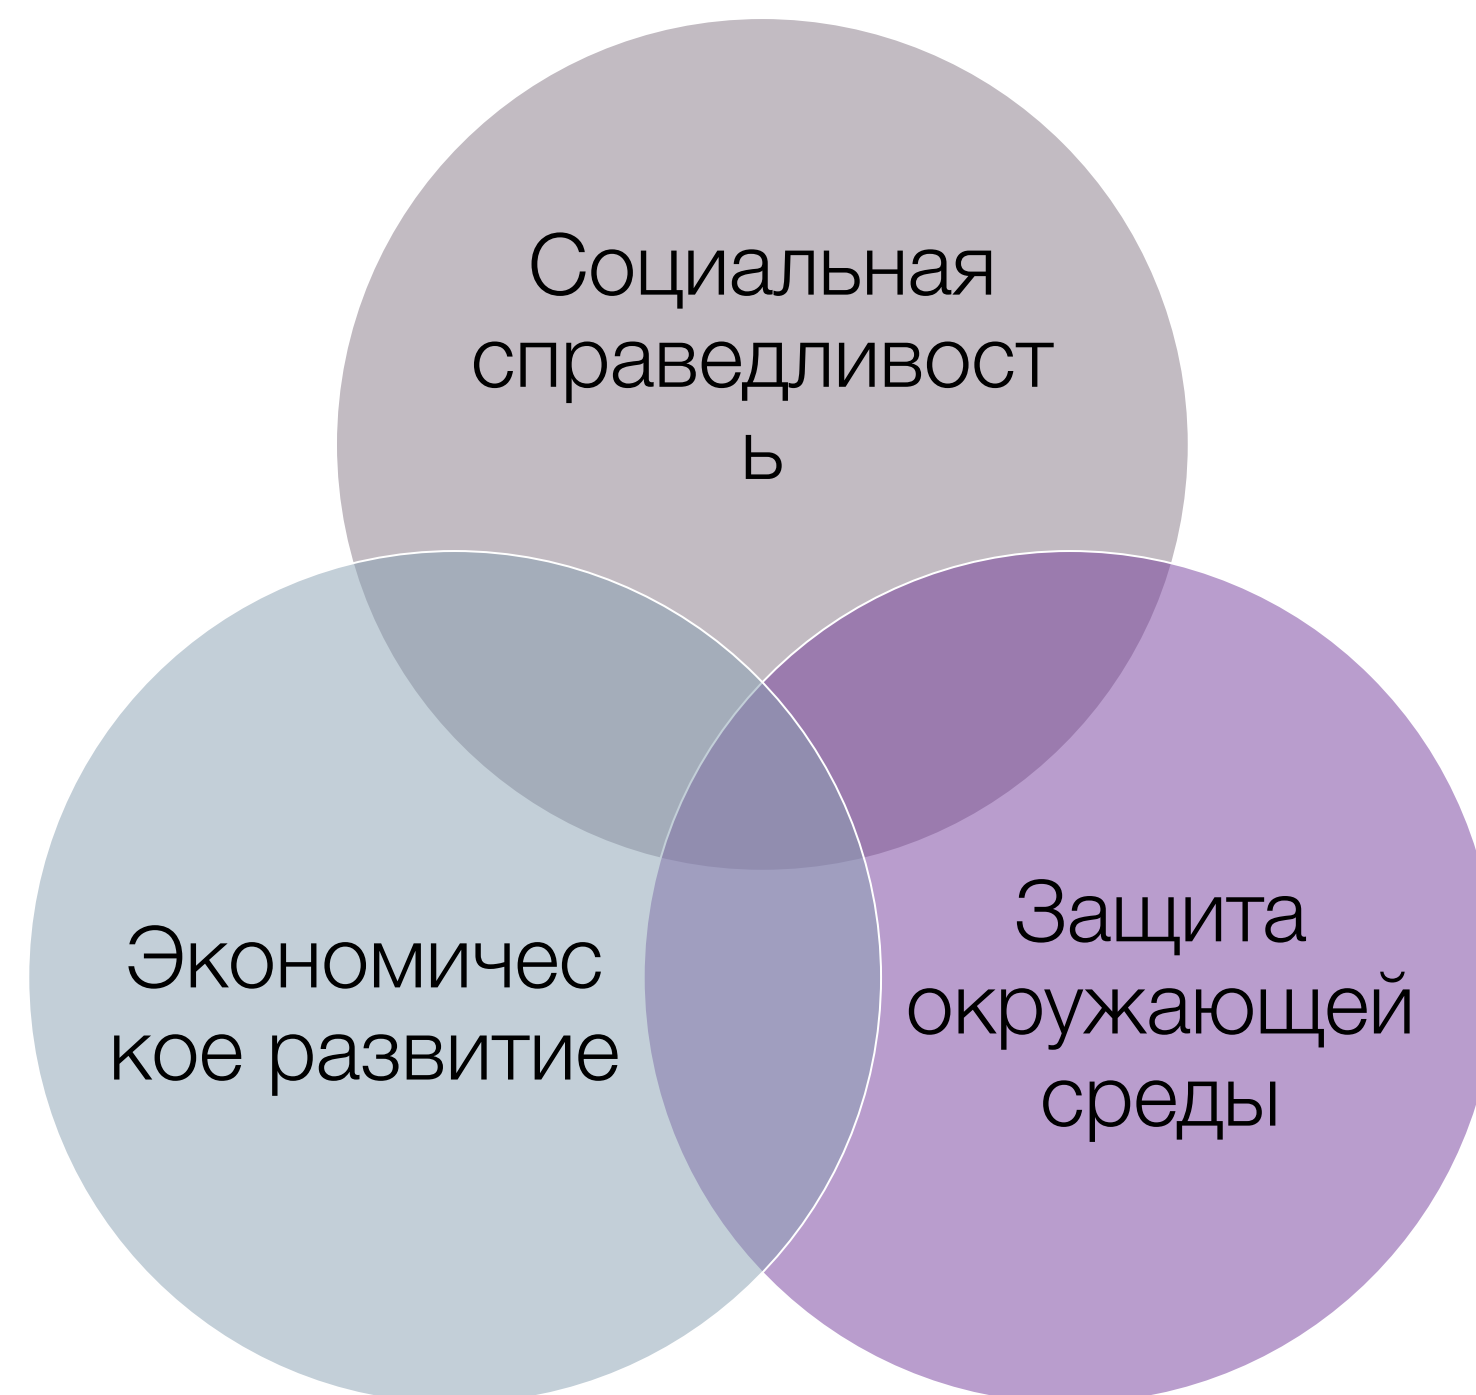 Социальная
справедливост
ь
Экономичес
кое развитие
Защита
окружающей
среды